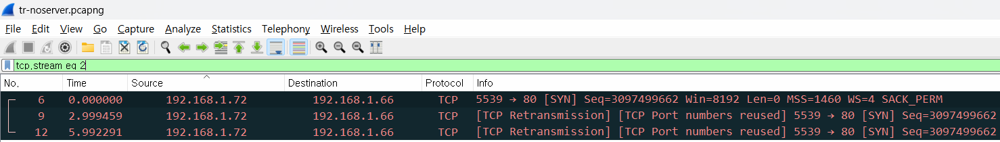 tr-noserver.pcapng
File Edit View Go Capture Analyze Statistics Telephony Wireless Tools Help
tcp.stream eq 2
No. Time Source Destination Protocol Info
6 0.000000 192.168.1.72 192.168.1.66 TCP 5539 → 80 [SYN] Seq=3097499662 Win=8192 Len=0 MSS=1460 WS=4 SACK_PERM
9 2.999459 192.168.1.72 192.168.1.66 TCP [TCP Retransmission] [TCP Port numbers reused] 5539 → 80 [SYN] Seq=3097499662
12 5.992291 192.168.1.72 192.168.1.66 TCP [TCP Retransmission] [TCP Port numbers reused] 5539 → 80 [SYN] Seq=3097499662